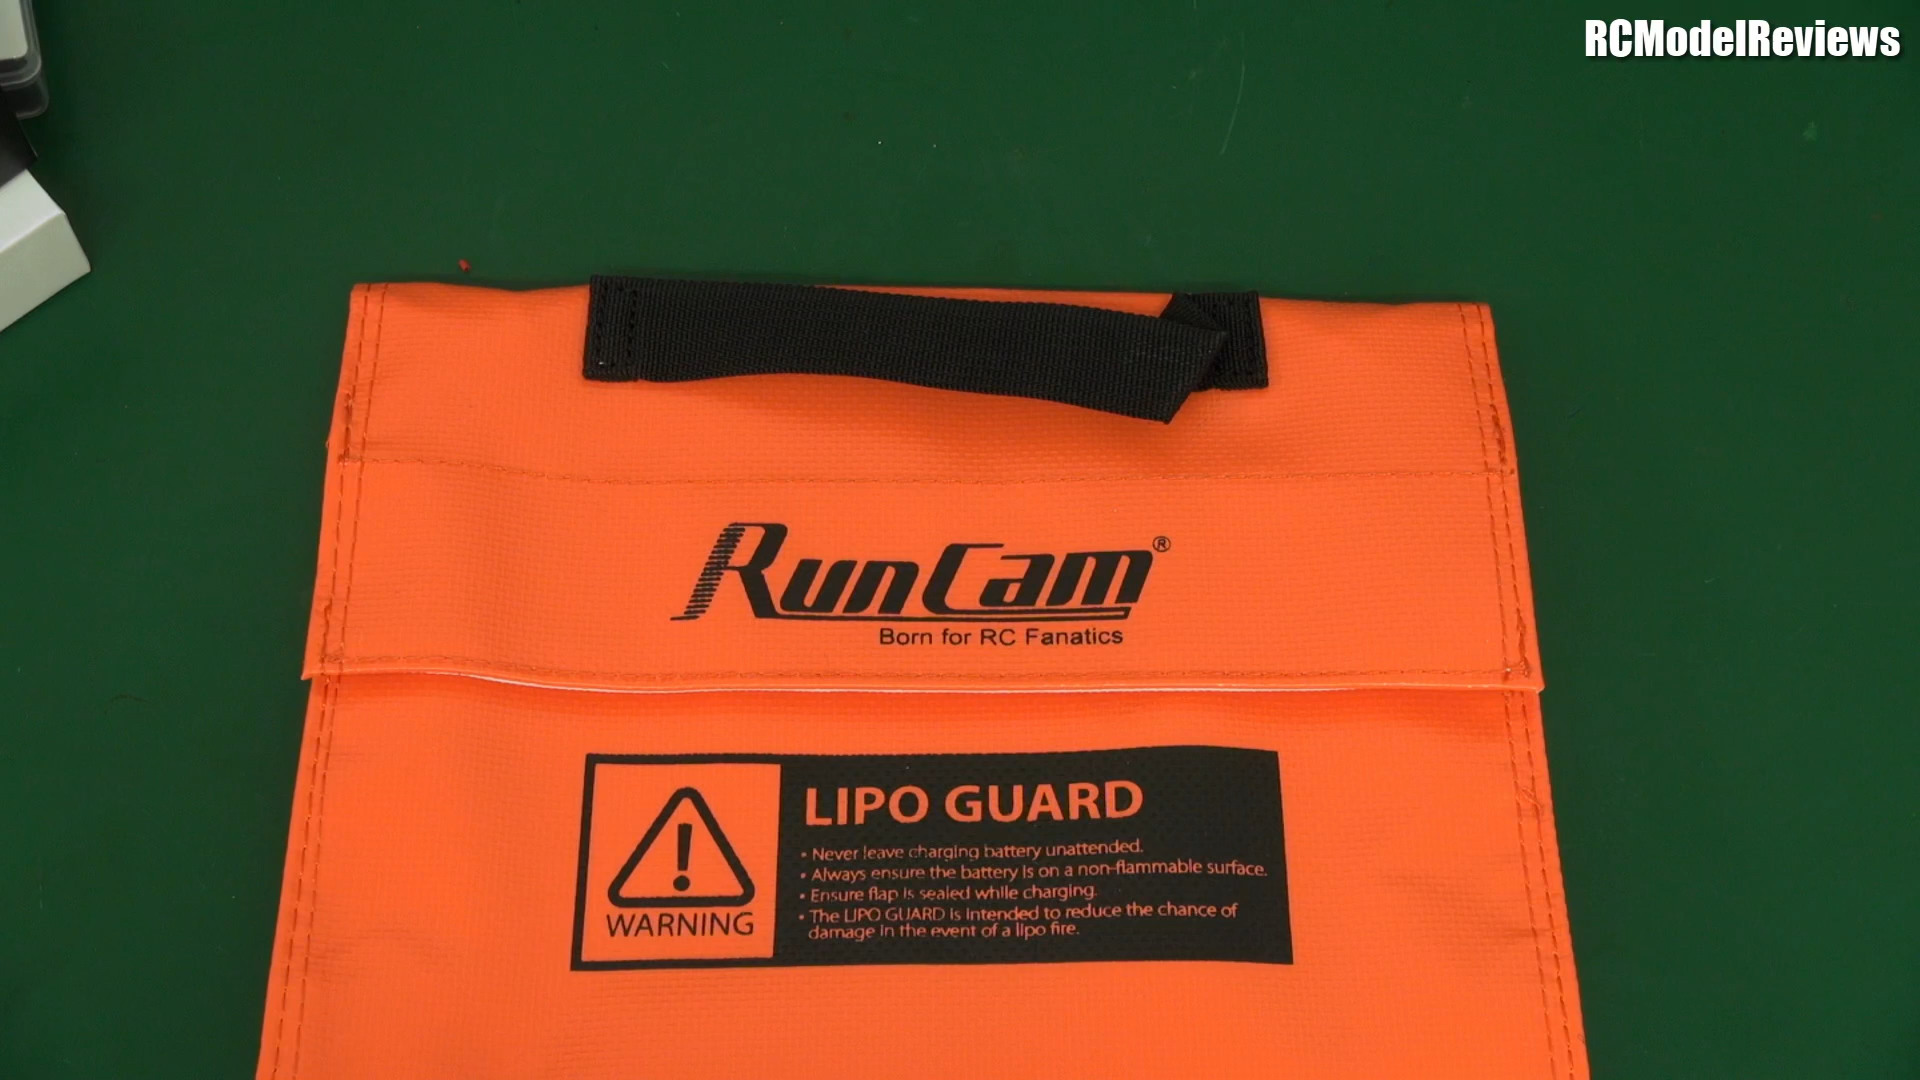 RCModelReviews
RunCam®
Born for RC Fanatics
LIPO GUARD
• Never leave charging battery unattended.
• Always ensure the battery is on a non-flammable surface.
• Ensure flap is sealed while charging.
• The LIPO GUARD is intended to reduce the chance of
damage in the event of a lipo fire.
WARNING